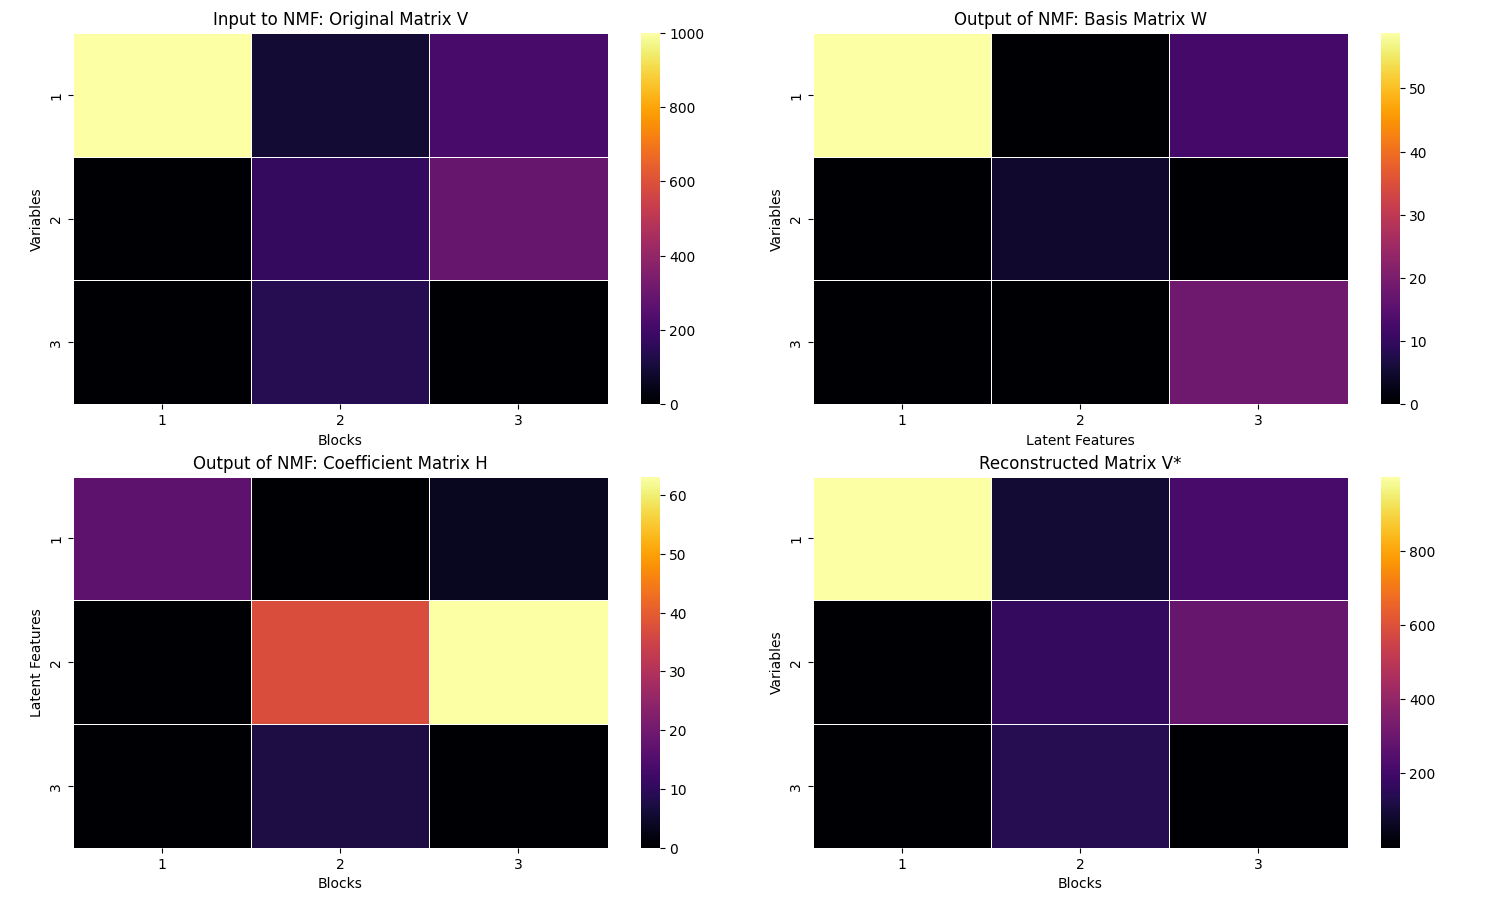 Input to NMF: Original Matrix V
Variables
1
2
3
1 2 3
Blocks
1000
800
600
400
200
0
Output of NMF: Basis Matrix W
Variables
1
2
3
1 2 3
Latent Features
50
40
30
20
10
0
Output of NMF: Coefficient Matrix H
Latent Features
1
2
3
1 2 3
Blocks
60
50
40
30
20
10
0
Reconstructed Matrix V*
Variables
1
2
3
1 2 3
Blocks
800
600
400
200